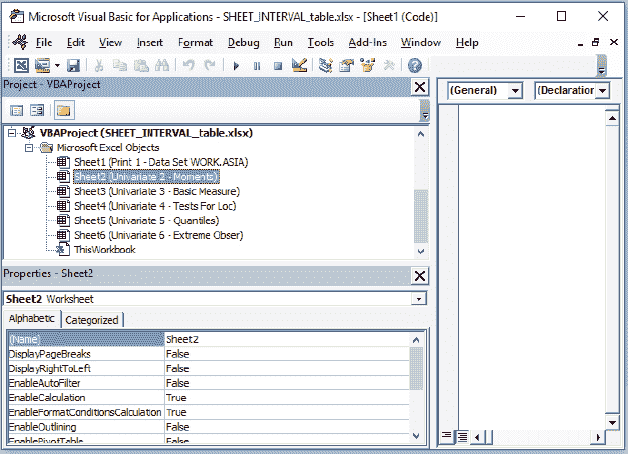 Microsoft Visual Basic for Applications - SHEET_INTERVAL_table.xlsx - [Sheet1 (Code)]
File Edit View Insert Format Debug Run Tools Add-Ins Window Help
Project - VBAProject
(General) (Declaration
VBAProject (SHEET_INTERVAL_table.xlsx)
Microsoft Excel Objects
Sheet1 (Print 1 - Data Set WORK.ASIA)
Sheet2 (Univariate 2 - Moments)
Sheet3 (Univariate 3 - Basic Measure)
Sheet4 (Univariate 4 - Tests For Loc)
Sheet5 (Univariate 5 - Quantiles)
Sheet6 (Univariate 6 - Extreme Obser)
ThisWorkbook
Properties - Sheet2
Sheet2 Worksheet
Alphabetic Categorized
(Name) Sheet2
DisplayPageBreaks False
DisplayRightToLeft False
EnableAutoFilter False
EnableCalculation True
EnableFormatConditionsCalculation True
EnableOutlining False
EnablePivotTable False